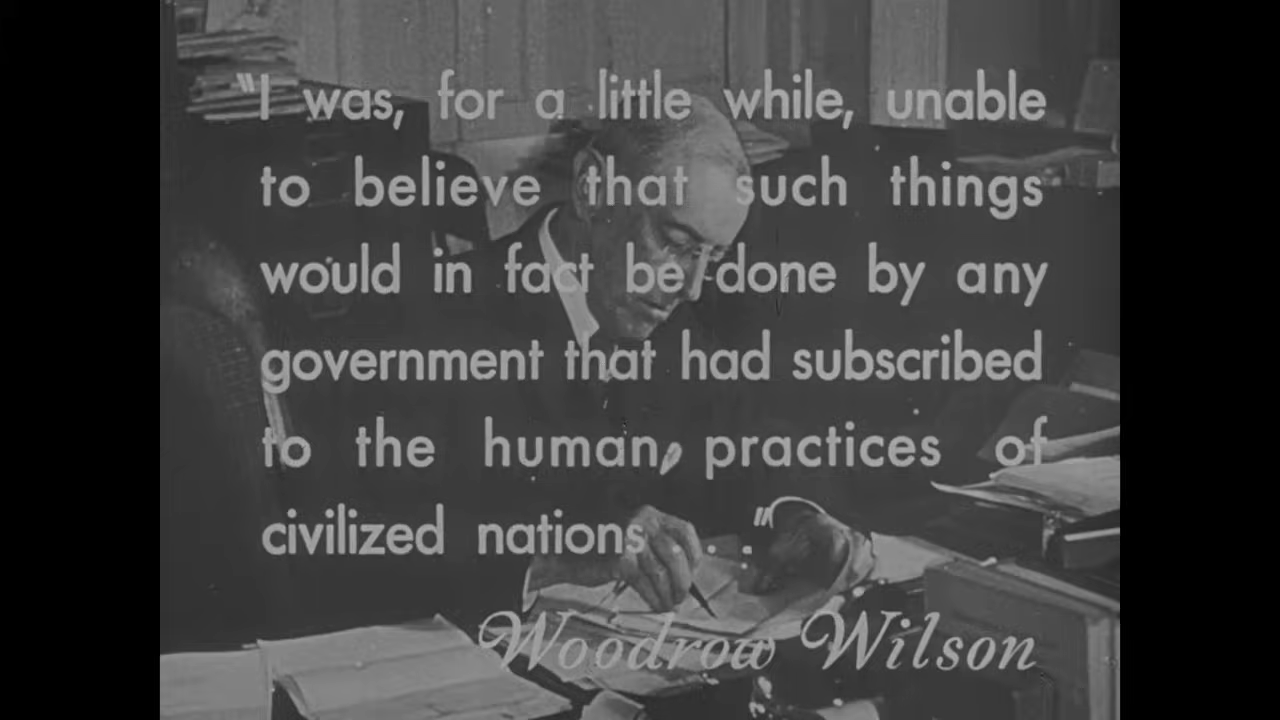 "I was, for a little while, unable
to believe that such things
would in fact be done by any
government that had subscribed
to the human practices of
civilized nations . . ."
Woodrow Wilson